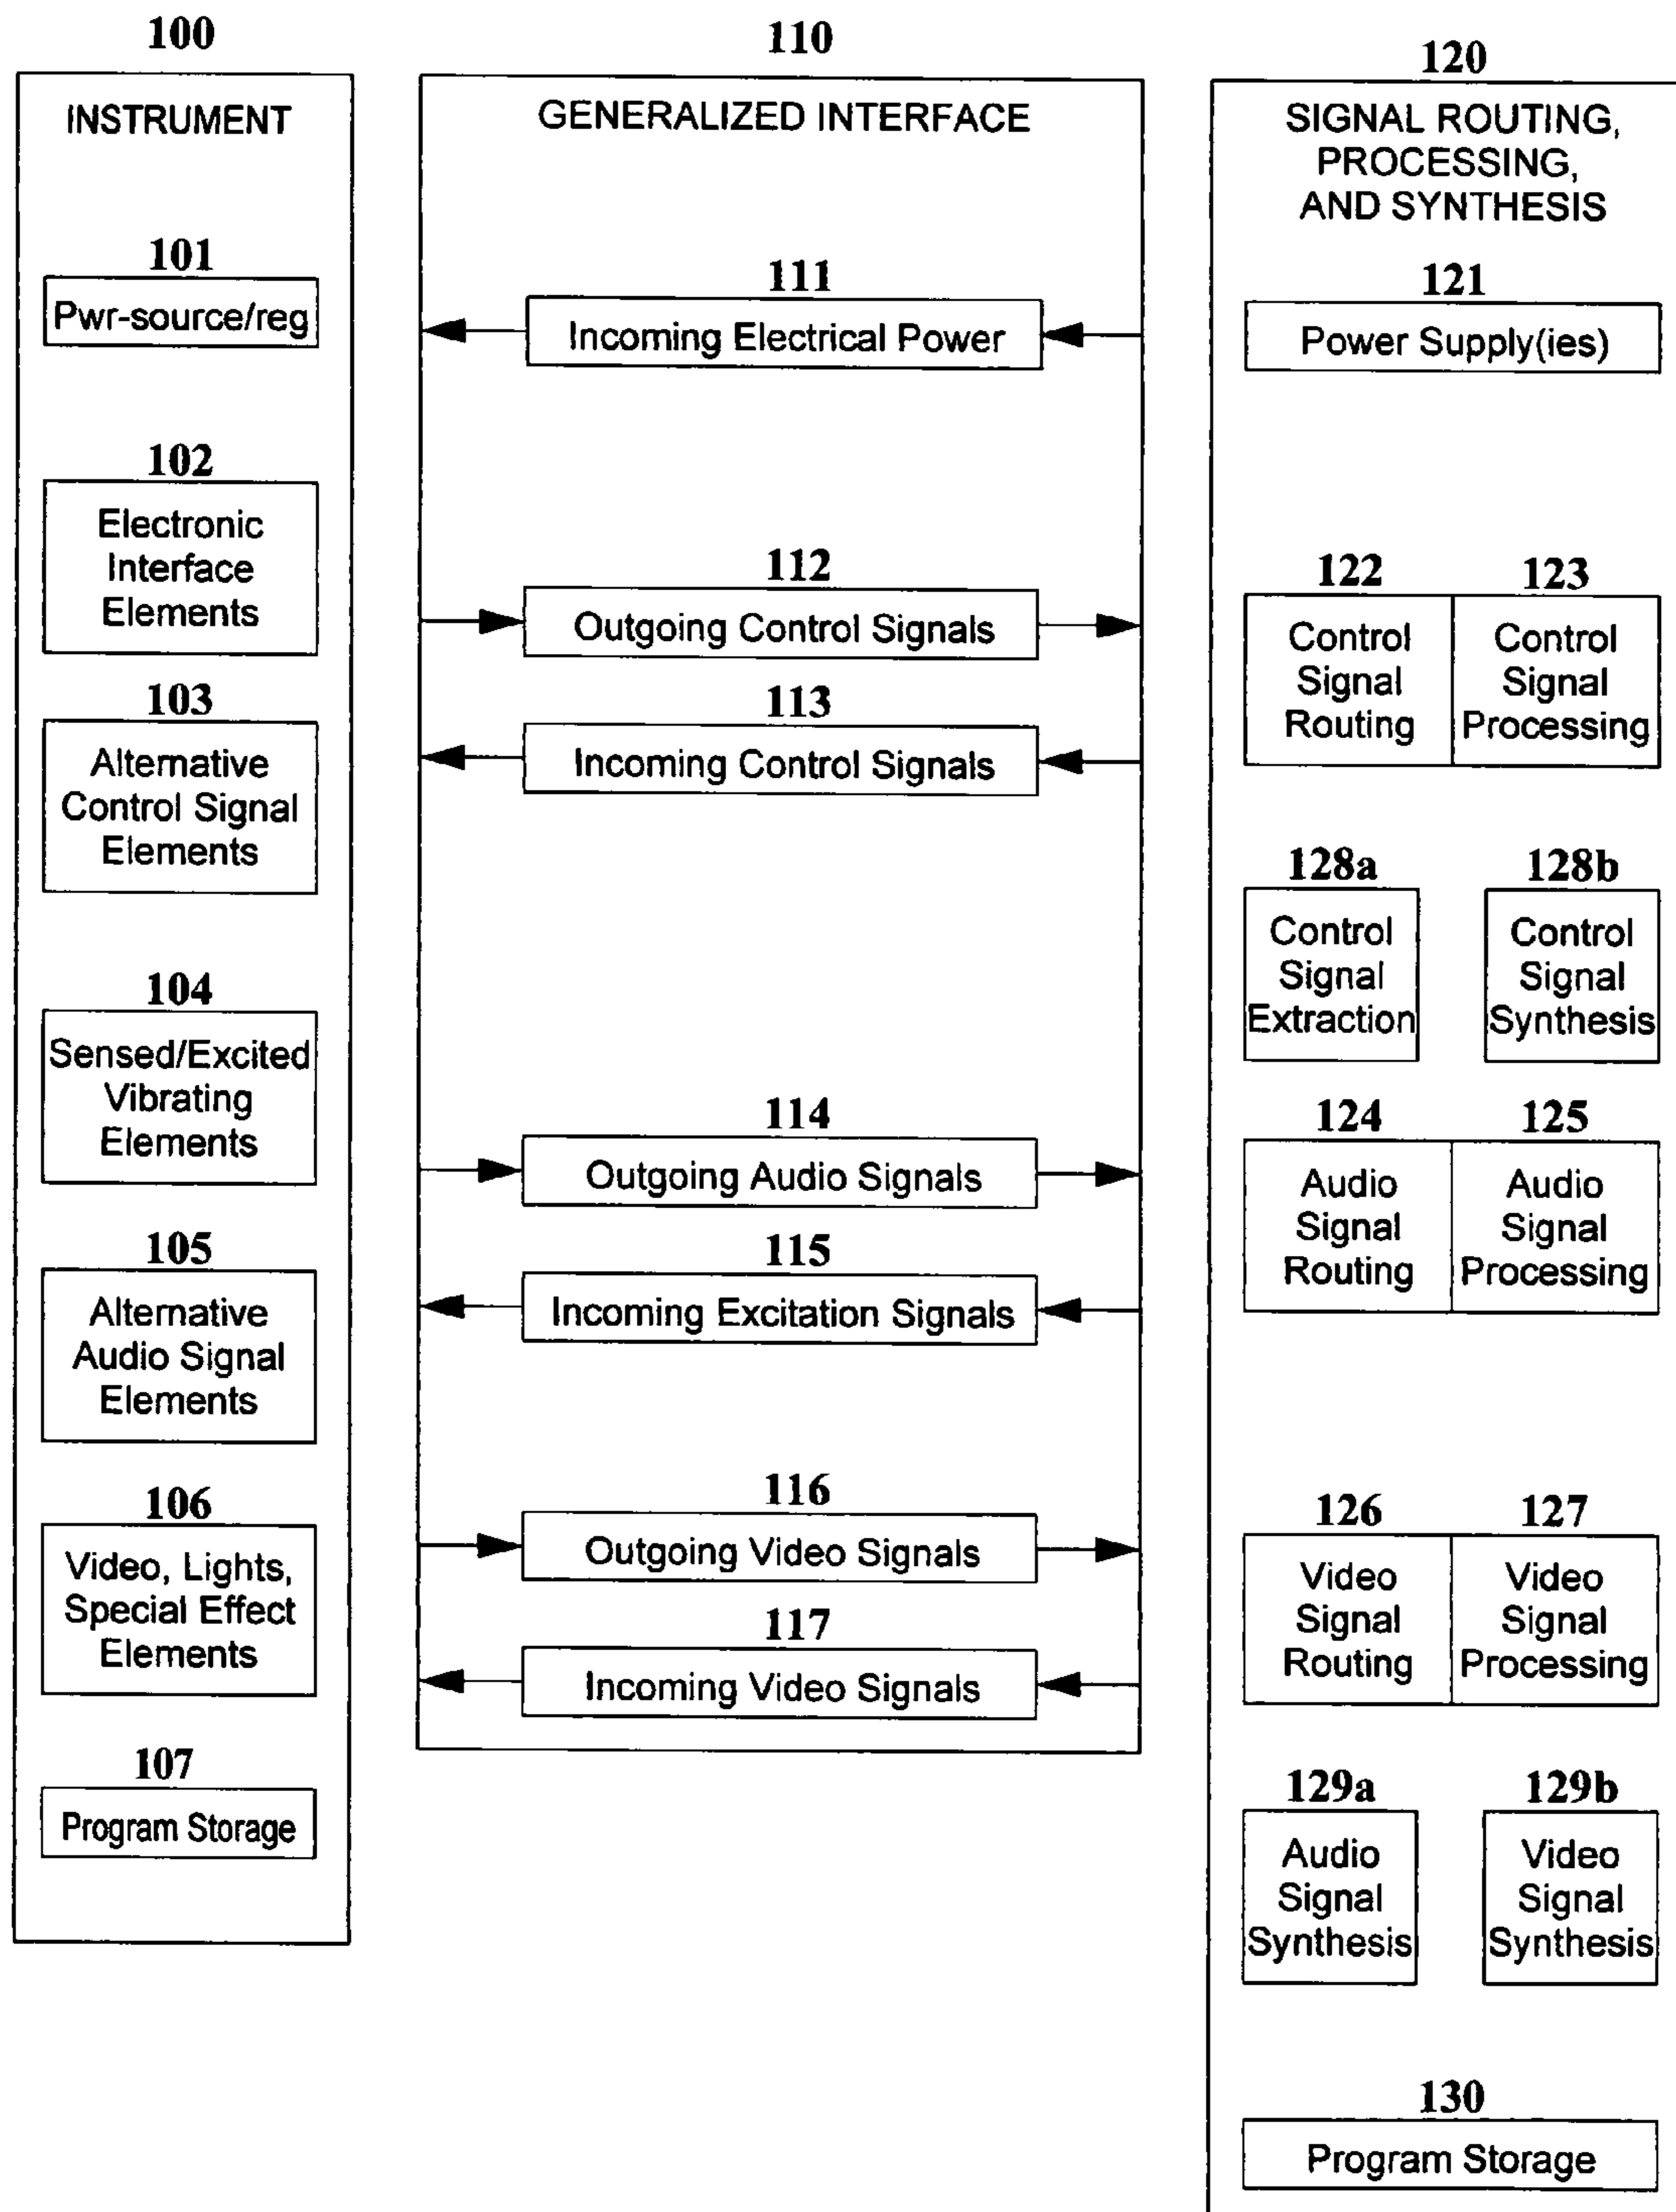 100
INSTRUMENT
101
Pwr-source/reg
102
Electronic
Interface
Elements
103
Alternative
Control Signal
Elements
104
Sensed/Excited
Vibrating
Elements
105
Alternative
Audio Signal
Elements
106
Video, Lights,
Special Effect
Elements
107
Program Storage
110
GENERALIZED INTERFACE
111
Incoming Electrical Power
112
Outgoing Control Signals
113
Incoming Control Signals
114
Outgoing Audio Signals
115
Incoming Excitation Signals
116
Outgoing Video Signals
117
Incoming Video Signals
120
SIGNAL ROUTING,
PROCESSING,
AND SYNTHESIS
121
Power Supply(ies)
122
Control
Signal
Routing
123
Control
Signal
Processing
128a
Control
Signal
Extraction
128b
Control
Signal
Synthesis
124
Audio
Signal
Routing
125
Audio
Signal
Processing
126
Video
Signal
Routing
127
Video
Signal
Processing
129a
Audio
Signal
Synthesis
129b
Video
Signal
Synthesis
130
Program Storage